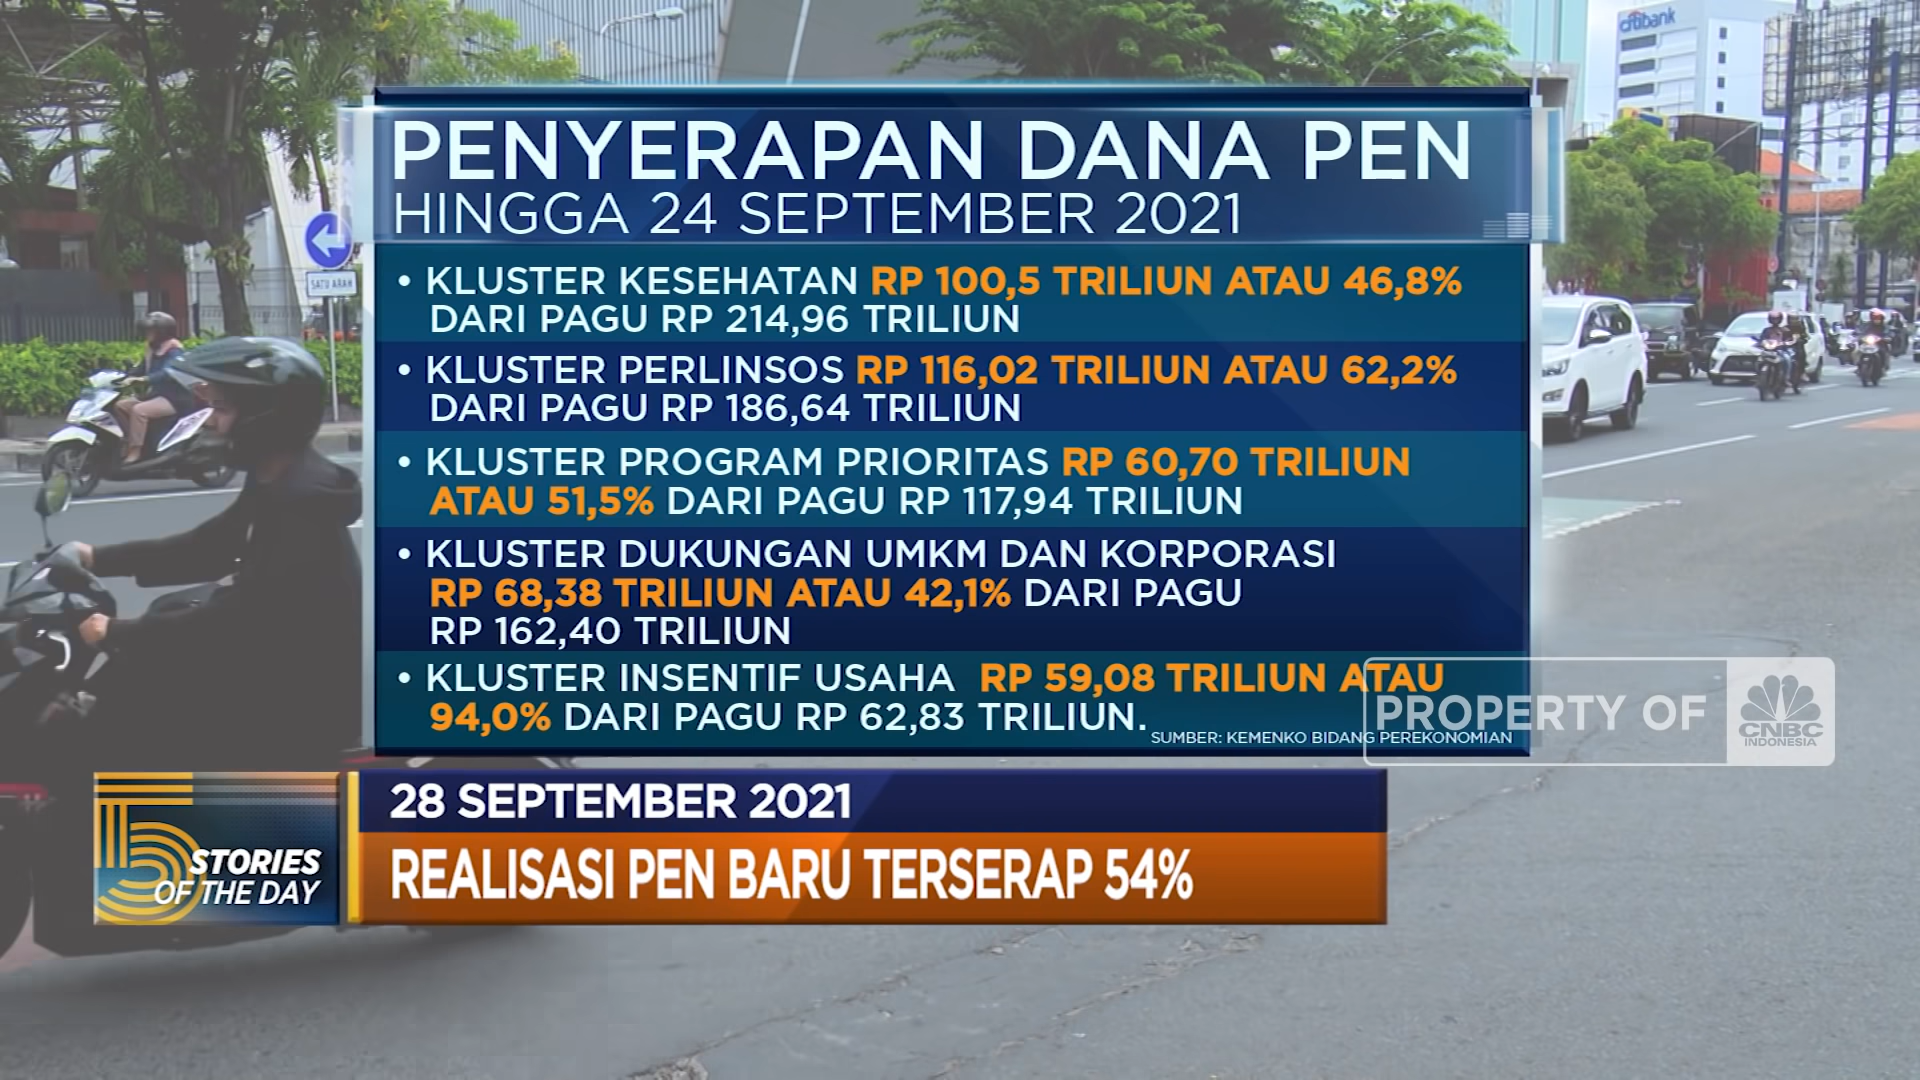 citibank
PENYERAPAN DANA PEN
HINGGA 24 SEPTEMBER 2021
SATU ARAH
• KLUSTER KESEHATAN RP 100,5 TRILIUN ATAU 46,8%
DARI PAGU RP 214,96 TRILIUN
• KLUSTER PERLINSOS RP 116,02 TRILIUN ATAU 62,2%
DARI PAGU RP 186,64 TRILIUN
• KLUSTER PROGRAM PRIORITAS RP 60,70 TRILIUN
ATAU 51,5% DARI PAGU RP 117,94 TRILIUN
• KLUSTER DUKUNGAN UMKM DAN KORPORASI
RP 68,38 TRILIUN ATAU 42,1% DARI PAGU
RP 162,40 TRILIUN
• KLUSTER INSENTIF USAHA RP 59,08 TRILIUN ATAU
94,0% DARI PAGU RP 62,83 TRILIUN.
SUMBER: KEMENKO BIDANG PEREKONOMIAN
PROPERTY OF
CNBC
INDONESIA
5 STORIES
OF THE DAY
28 SEPTEMBER 2021
REALISASI PEN BARU TERSERAP 54%